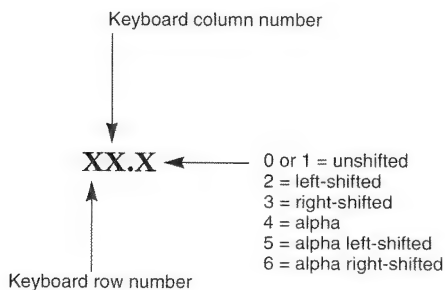 Keyboard column number
XX.X
0 or 1 = unshifted
2 = left-shifted
3 = right-shifted
4 = alpha
5 = alpha left-shifted
6 = alpha right-shifted
Keyboard row number